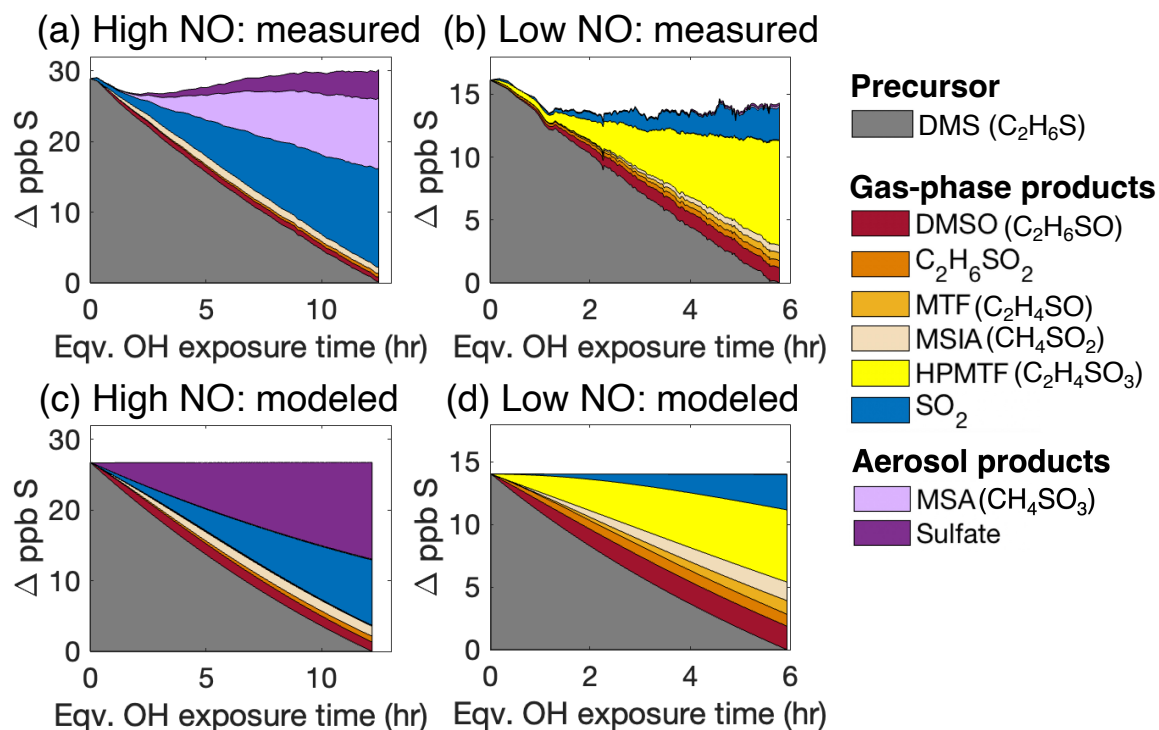 (a) High NO: measured
(b) Low NO: measured
Δ ppb S
30
20
10
0
0
5
10
Eqv. OH exposure time (hr)
Δ ppb S
15
10
5
0
0
2
4
6
Eqv. OH exposure time (hr)
(c) High NO: modeled
(d) Low NO: modeled
Δ ppb S
30
20
10
0
0
5
10
Eqv. OH exposure time (hr)
Δ ppb S
15
10
5
0
0
2
4
6
Eqv. OH exposure time (hr)
Precursor
DMS (C₂H₆S)
Gas-phase products
DMSO (C₂H₆SO)
C₂H₆SO₂
MTF (C₂H₄SO)
MSIA (CH₄SO₂)
HPMTF (C₂H₄SO₃)
SO₂
Aerosol products
MSA (CH₄SO₃)
Sulfate